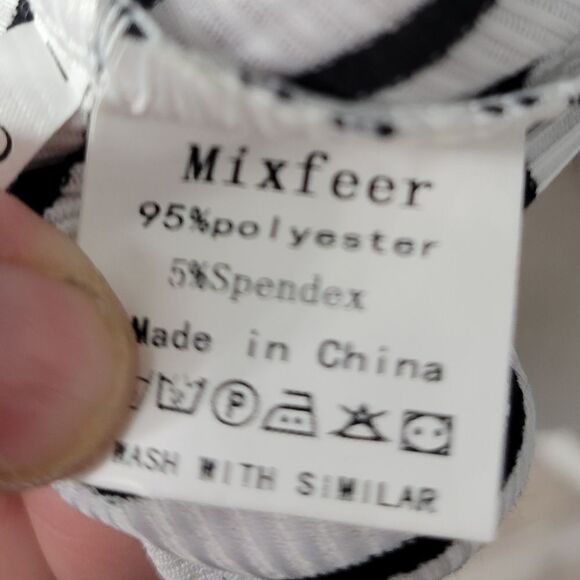 Mixfeer
95%polyester
5%Spendex
Made in China
P
WASH WITH SIMILAR